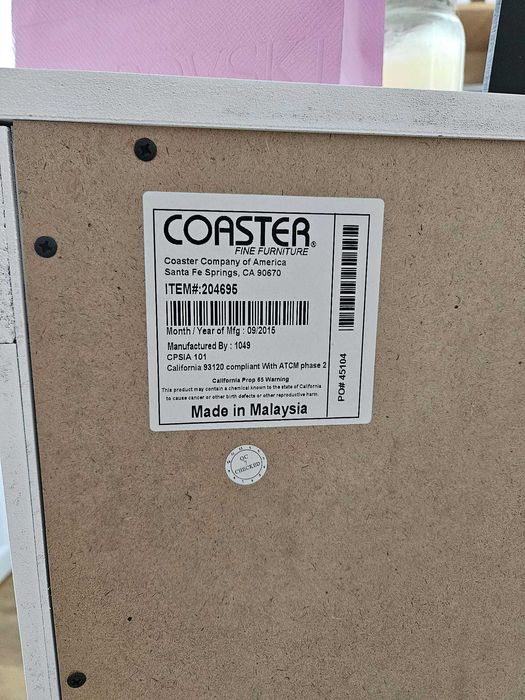 COASTER®
FINE FURNITURE
Coaster Company of America
Santa Fe Springs, CA 90670
ITEM#:204695
Month / Year of Mfg : 09/2015
Manufactured By : 1049
CPSIA 101
California 93120 compliant With ATCM phase 2
California Prop 65 Warning
This product may contain a chemical known to the state of California
to cause cancer or other birth defects or other reproductive harm.
Made in Malaysia
PO# 45104
QC
CHECKED